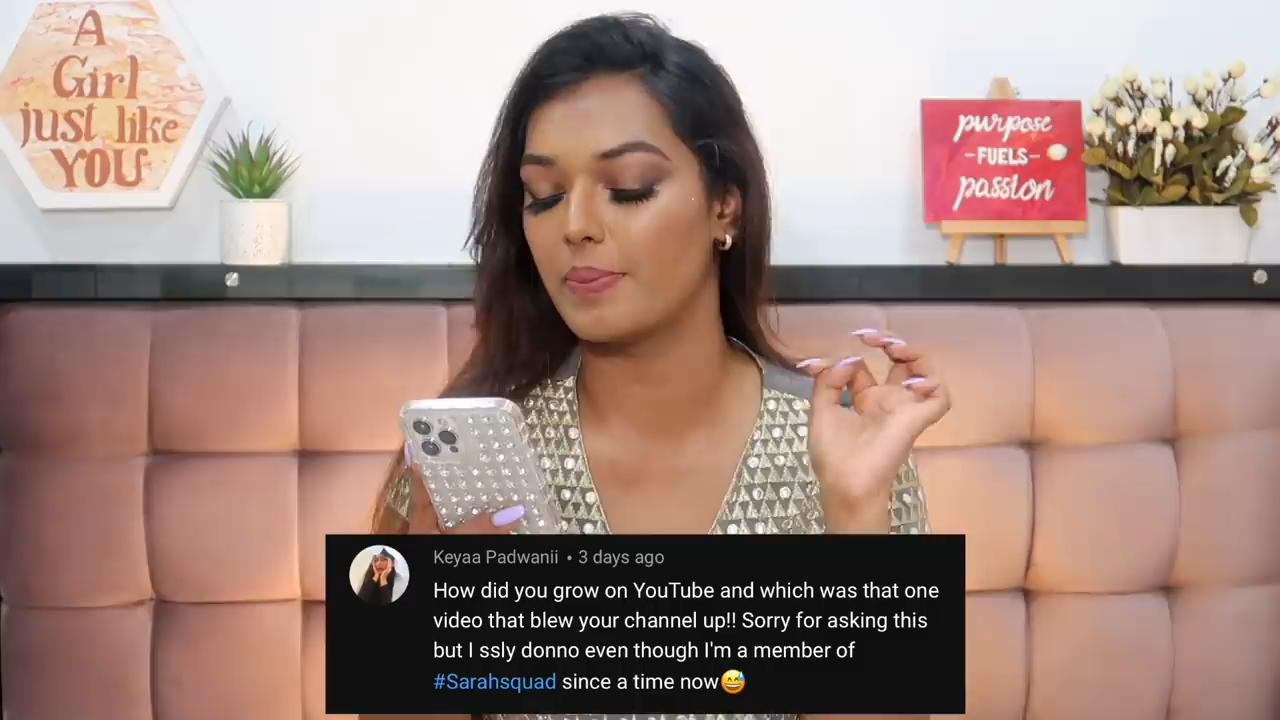 A
Girl
just like
YOU
purpose
-FUELS-
passion
Keyaa Padwanii • 3 days ago
How did you grow on YouTube and which was that one
video that blew your channel up!! Sorry for asking this
but I ssly donno even though I'm a member of
#Sarahsquad since a time now😅